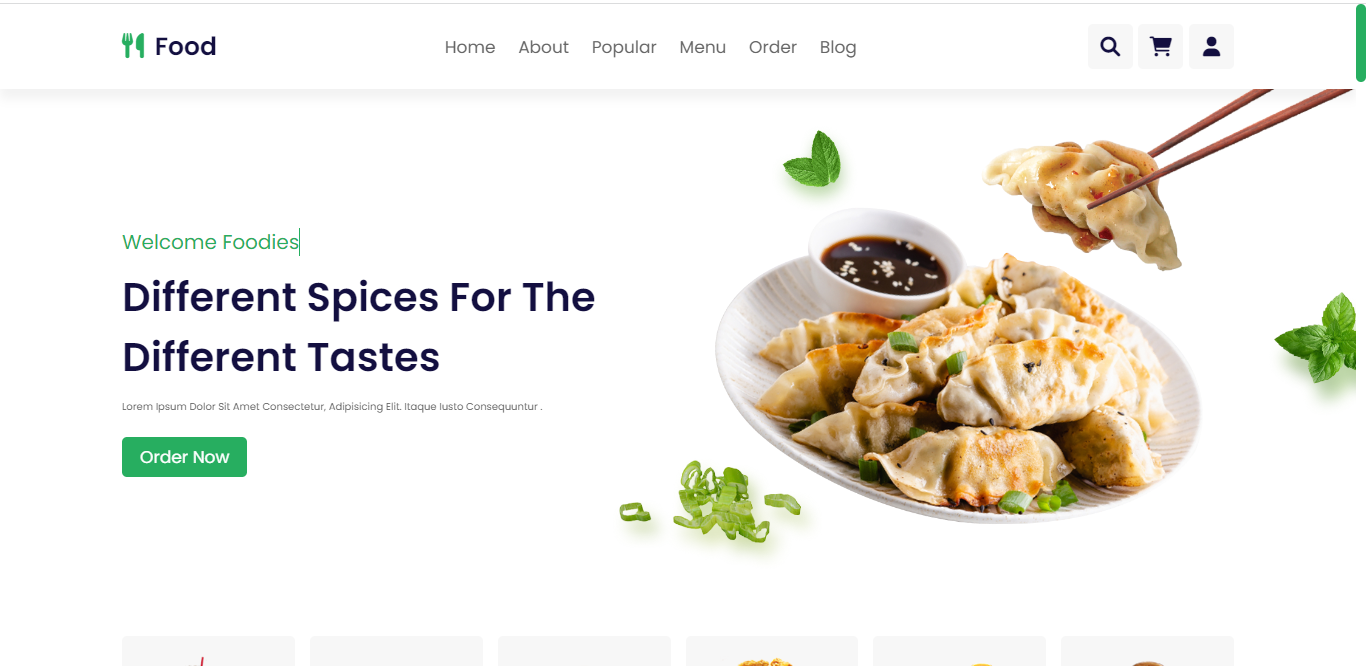 Food
Home About Popular Menu Order Blog
Welcome Foodies
Different Spices For The
Different Tastes
Lorem Ipsum Dolor Sit Amet Consectetur, Adipisicing Elit. Itaque Iusto Consequuntur .
Order Now